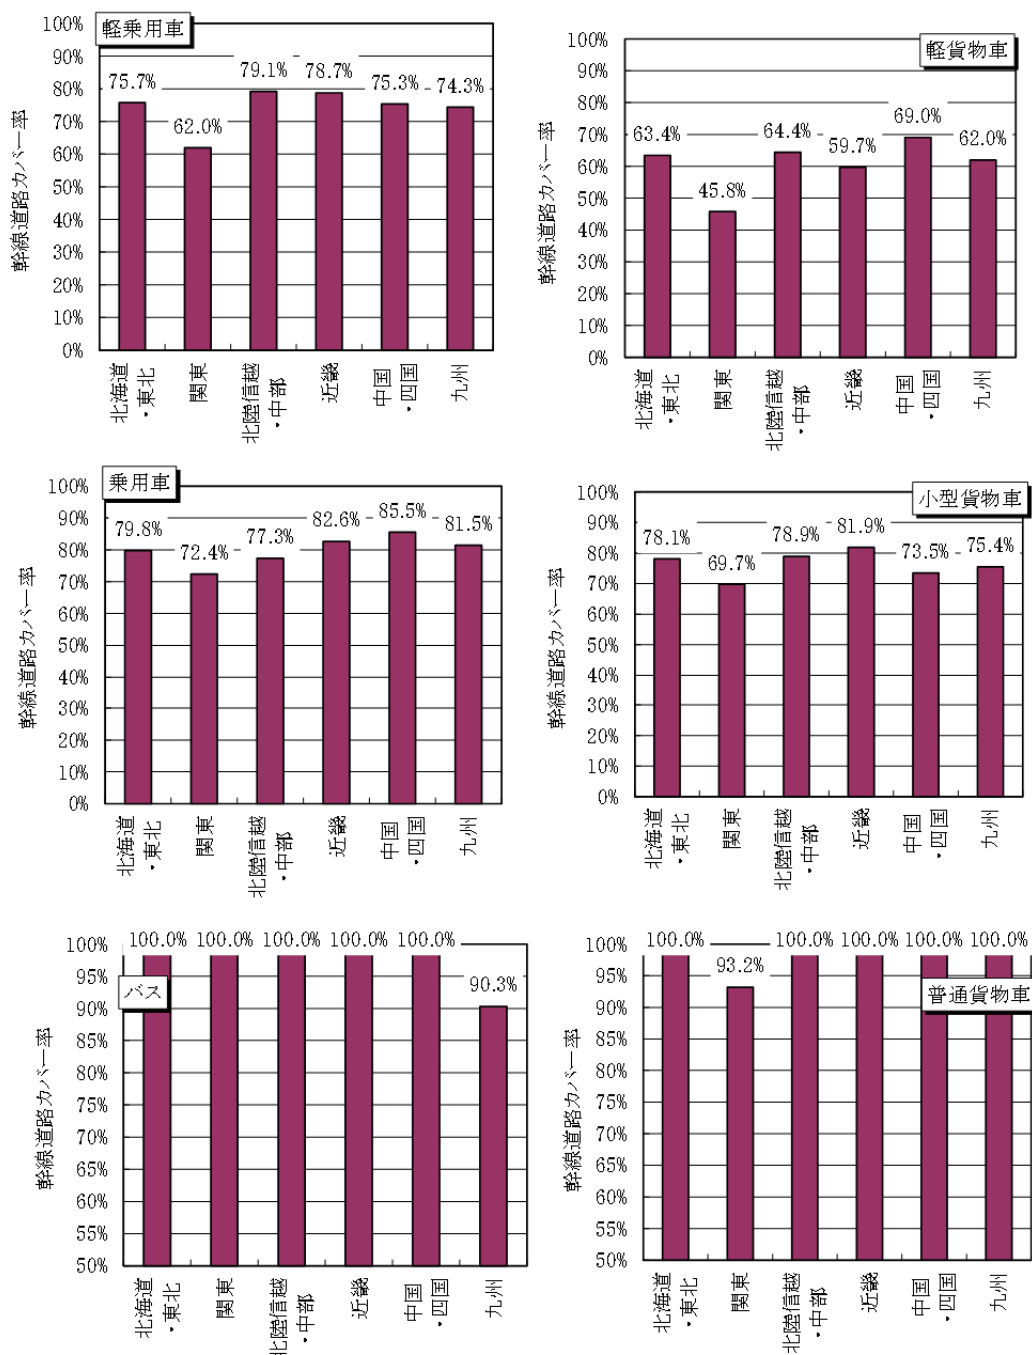 軽乗用車
幹線道路カバー率
100%
90%
80%
70%
60%
50%
40%
30%
20%
10%
0%
75.7%
62.0%
79.1%
78.7%
75.3%
74.3%
北海道
・東北
関東
北陸信越
・中部
近畿
中国
・四国
九州
軽貨物車
幹線道路カバー率
100%
90%
80%
70%
60%
50%
40%
30%
20%
10%
0%
63.4%
45.8%
64.4%
59.7%
69.0%
62.0%
北海道
・東北
関東
北陸信越
・中部
近畿
中国
・四国
九州
乗用車
幹線道路カバー率
100%
90%
80%
70%
60%
50%
40%
30%
20%
10%
0%
79.8%
72.4%
77.3%
82.6%
85.5%
81.5%
北海道
・東北
関東
北陸信越
・中部
近畿
中国
・四国
九州
小型貨物車
幹線道路カバー率
100%
90%
80%
70%
60%
50%
40%
30%
20%
10%
0%
78.1%
69.7%
78.9%
81.9%
73.5%
75.4%
北海道
・東北
関東
北陸信越
・中部
近畿
中国
・四国
九州
バス
幹線道路カバー率
100%
95%
90%
85%
80%
75%
70%
65%
60%
55%
50%
100.0%
100.0%
100.0%
100.0%
100.0%
90.3%
北海道
・東北
関東
北陸信越
・中部
近畿
中国
・四国
九州
普通貨物車
幹線道路カバー率
100%
95%
90%
85%
80%
75%
70%
65%
60%
55%
50%
100.0%
93.2%
100.0%
100.0%
100.0%
100.0%
北海道
・東北
関東
北陸信越
・中部
近畿
中国
・四国
九州